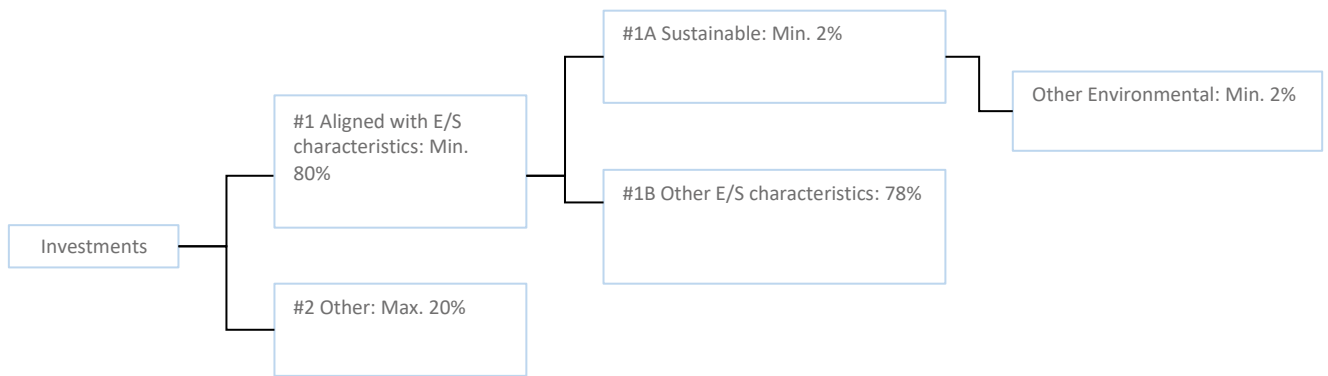 #1A Sustainable: Min. 2%
Other Environmental: Min. 2%
#1 Aligned with E/S
characteristics: Min.
80%
#1B Other E/S characteristics: 78%
Investments
#2 Other: Max. 20%